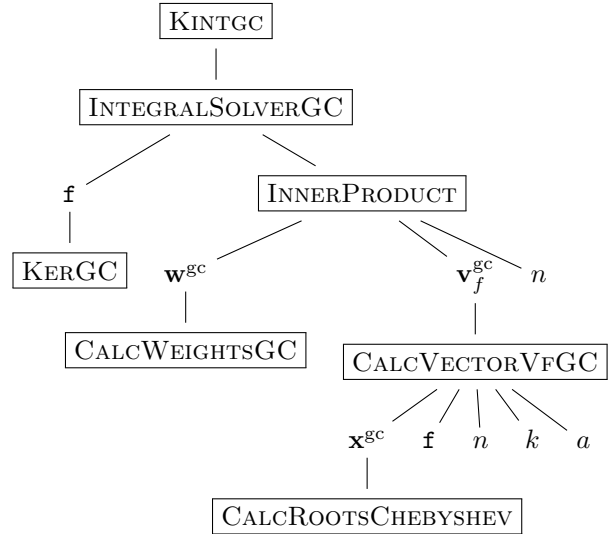 KINTGC
INTEGRALSOLVERGC
f
INNERPRODUCT
KERGC
w^gc
v_f^gc
n
CALCWEIGHTSGC
CALCVECTORVFGC
x^gc
f
n
k
a
CALCROOTSCHEBYSHEV